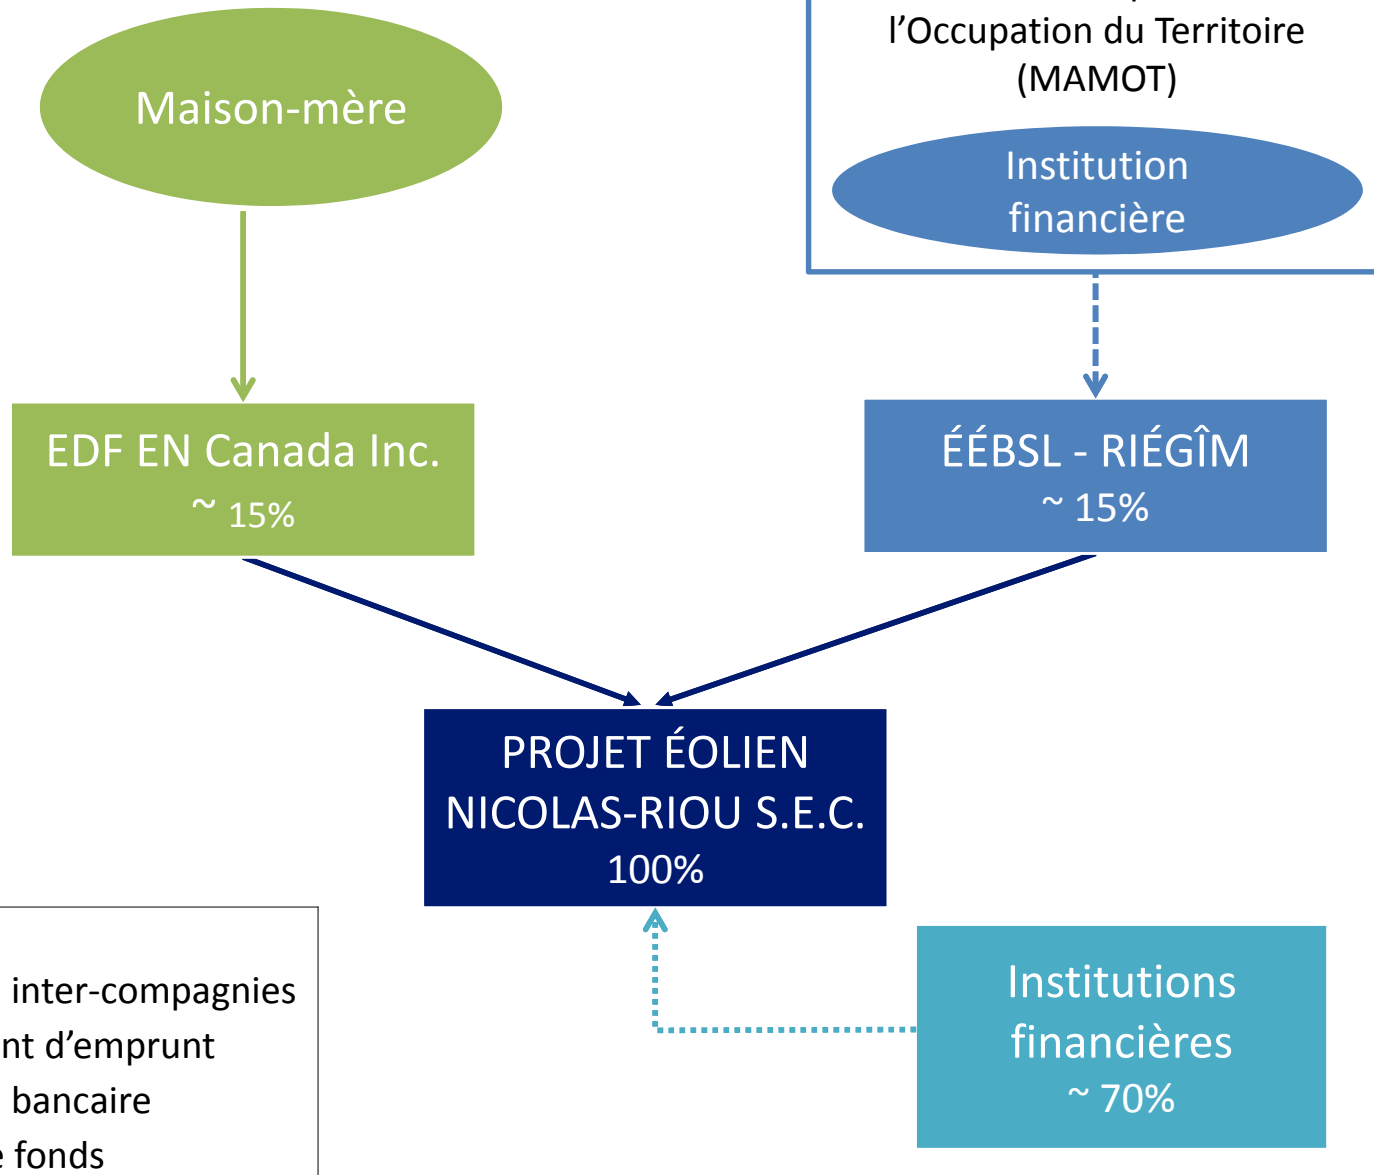 Maison-mère
l’Occupation du Territoire
(MAMOT)
Institution
financière
EDF EN Canada Inc.
~ 15%
ÉÉBSL - RIÉGÎM
~ 15%
PROJET ÉOLIEN
NICOLAS-RIOU S.E.C.
100%
Institutions
financières
~ 70%
inter-compagnies
d’emprunt
bancaire
fonds